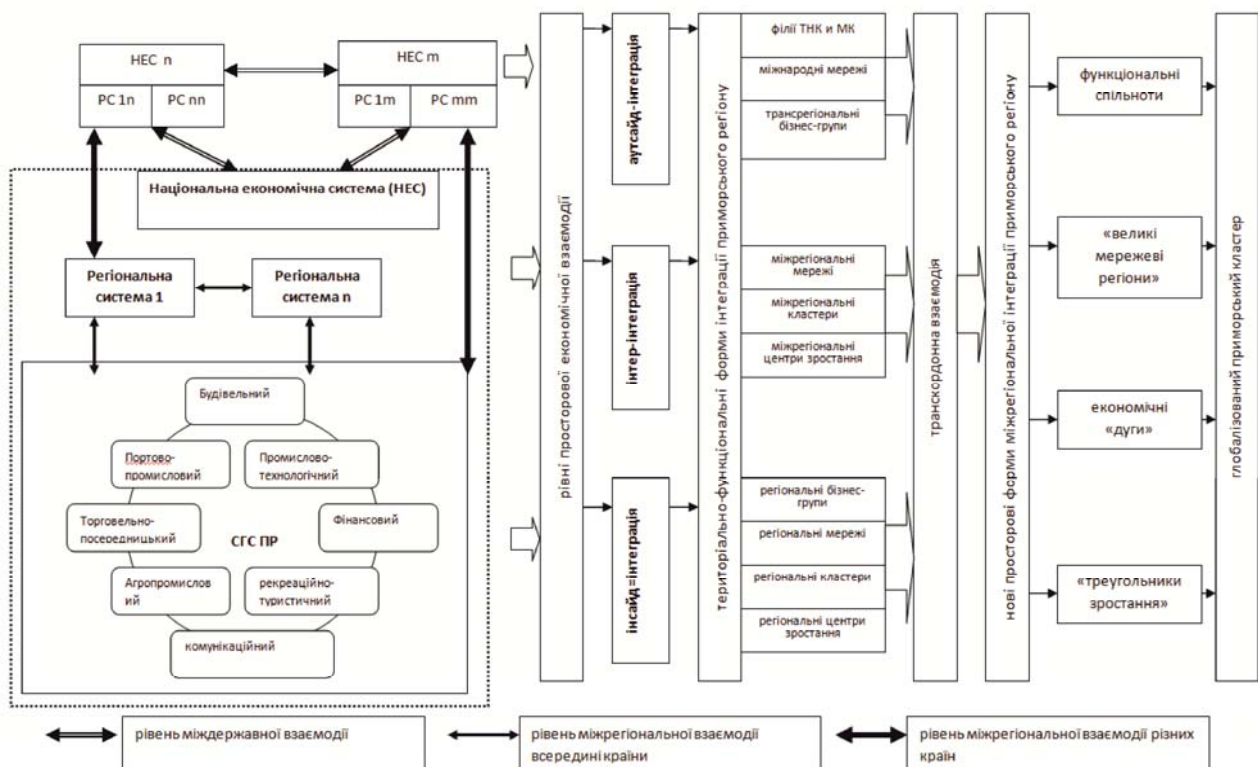 НЕС n
РС 1n
РС nn
НЕС m
РС 1m
РС mm
Національна економічна система (НЕС)
Регіональна
система 1
Регіональна
система n
Будівельний
Портово-
промисловий
Промислово-
технологічний
Торговельно-
посередницький
СГС ПР
Фінансовий
Агропромислов
ий
рекреаційно-
туристичний
комунікаційний
рівні просторової економічної взаємодії
аутсайд-інтеграція
інтер-інтеграція
інсайд=інтеграція
територіально-функціональні форми інтеграції приморського регіону
філії ТНК и МК
міжнародні мережі
трансрегіональні
бізнес-групи
міжрегіональні
мережі
міжрегіональні
кластери
міжрегіональні
центри зростання
регіональні бізнес-
групи
регіональні мережі
регіональні кластери
регіональні центри
зростання
транскордонна взаємодія
нові просторові форми міжрегіональної інтеграції приморського регіону
функціональні
спільноти
«великі
мережеві
регіони»
економічні
«дуги»
«треугольники
зростання»
глобалізований приморський кластер
рівень міждержавної взаємодії
рівень міжрегіональної взаємодії
всередині країни
рівень міжрегіональної взаємодії різних
країн